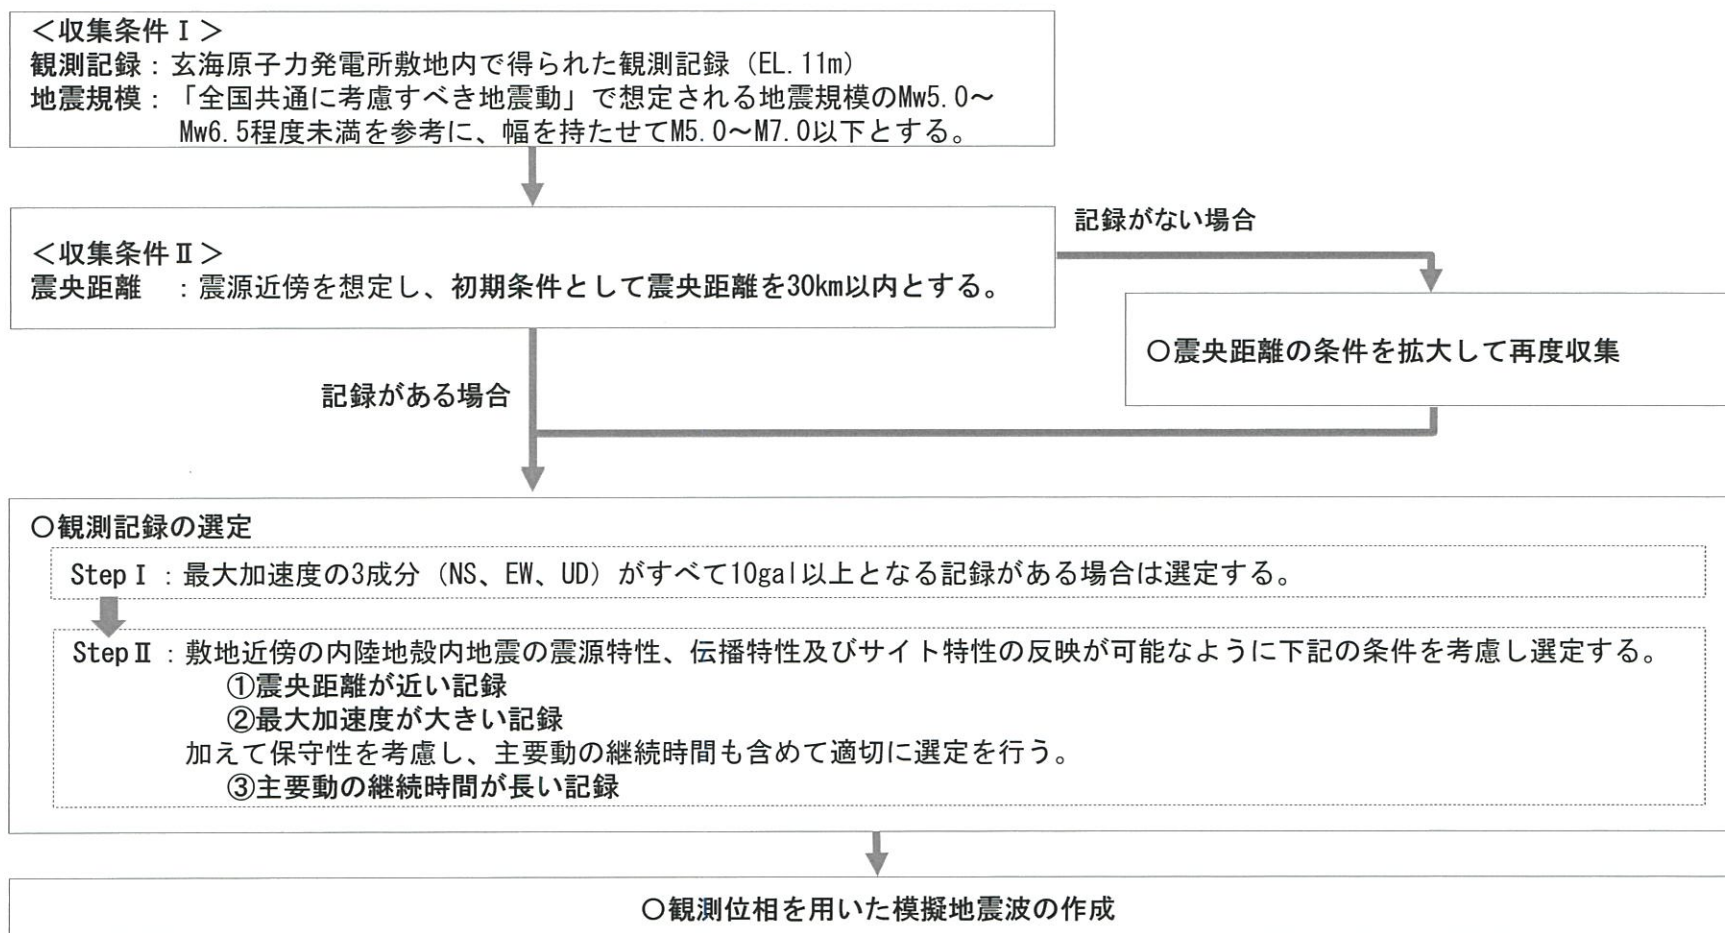 ＜収集条件Ⅰ＞
観測記録：玄海原子力発電所敷地内で得られた観測記録（EL.11m）
地震規模：「全国共通に考慮すべき地震動」で想定される地震規模のMw5.0～
Mw6.5程度未満を参考に、幅を持たせてM5.0～M7.0以下とする。
記録がない場合
＜収集条件Ⅱ＞
震央距離　：震源近傍を想定し、初期条件として震央距離を30km以内とする。
○震央距離の条件を拡大して再度収集
記録がある場合
○観測記録の選定
StepⅠ：最大加速度の3成分（NS、EW、UD）がすべて10gal以上となる記録がある場合は選定する。
StepⅡ：敷地近傍の内陸地殻内地震の震源特性、伝播特性及びサイト特性の反映が可能なように下記の条件を考慮し選定する。
①震央距離が近い記録
②最大加速度が大きい記録
加えて保守性を考慮し、主要動の継続時間も含めて適切に選定を行う。
③主要動の継続時間が長い記録
○観測位相を用いた模擬地震波の作成